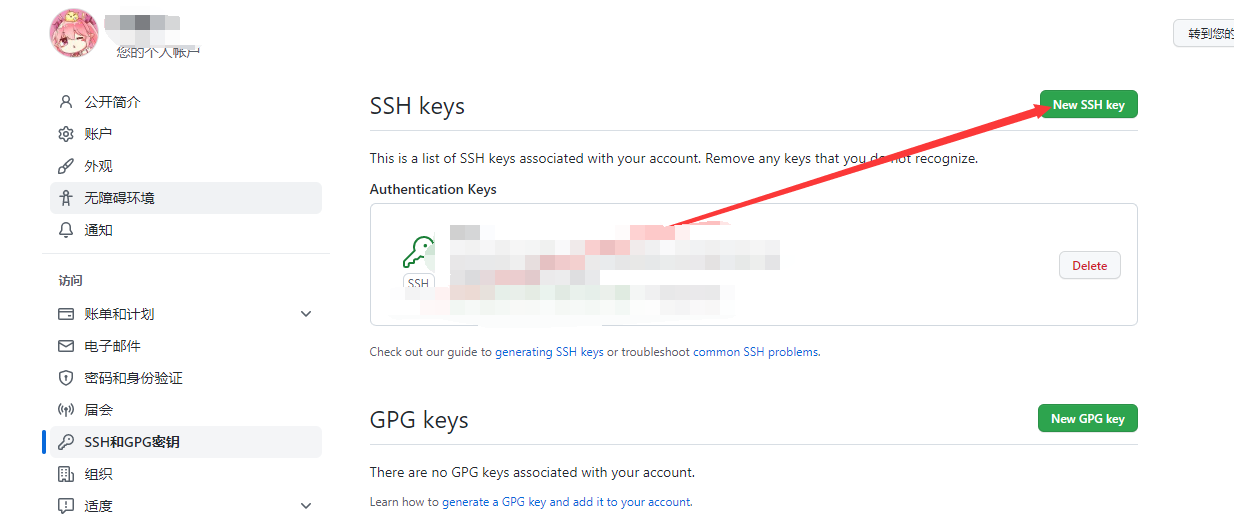 您的个人帐户
转到您的
公开简介
账户
外观
无障碍环境
通知
访问
账单和计划
电子邮件
密码和身份验证
届会
SSH和GPG密钥
组织
适度
SSH keys
New SSH key
This is a list of SSH keys associated with your account. Remove any keys that you do not recognize.
Authentication Keys
SSH
Delete
Check out our guide to generating SSH keys or troubleshoot common SSH problems.
GPG keys
New GPG key
There are no GPG keys associated with your account.
Learn how to generate a GPG key and add it to your account.